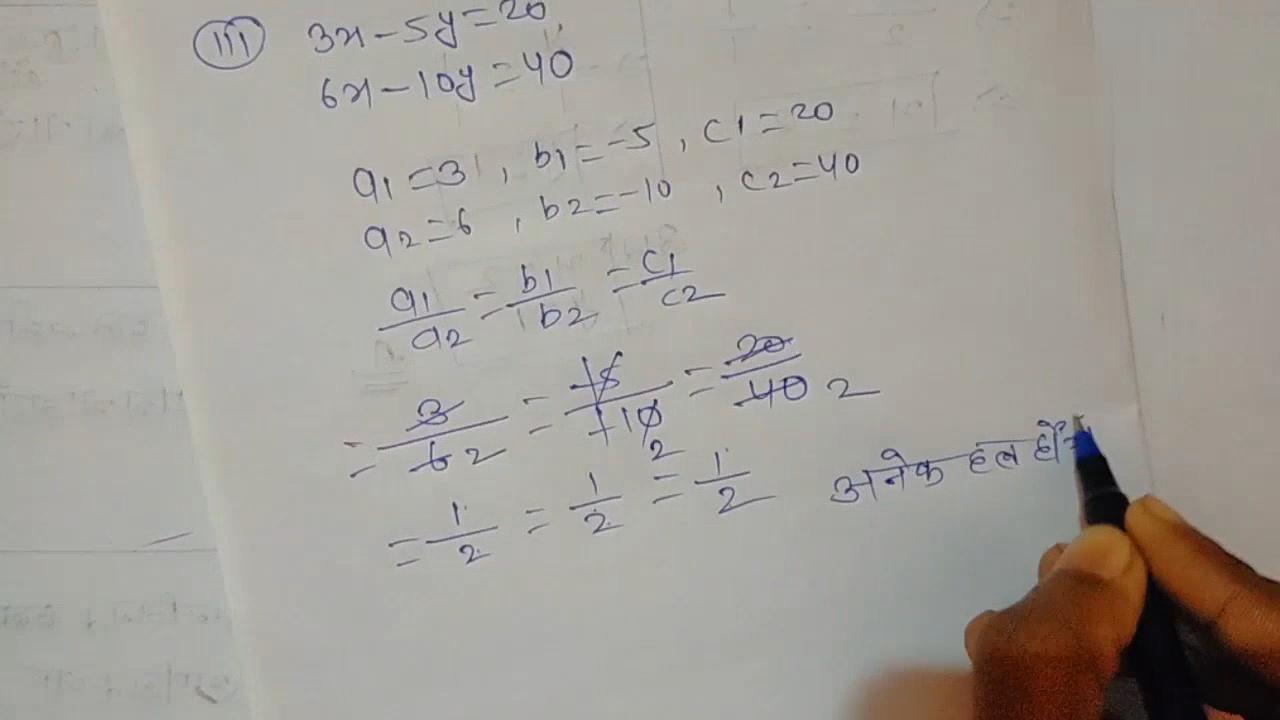 (III) 3x-5y=20
6x-10y=40
a1=3, b1=-5, c1=20
a2=6, b2=-10, c2=40
a1/a2=b1/b2=c1/c2
=3/6 2=-5/-10 2=20/40 2
=1/2=1/2=1/2 अनेक हल